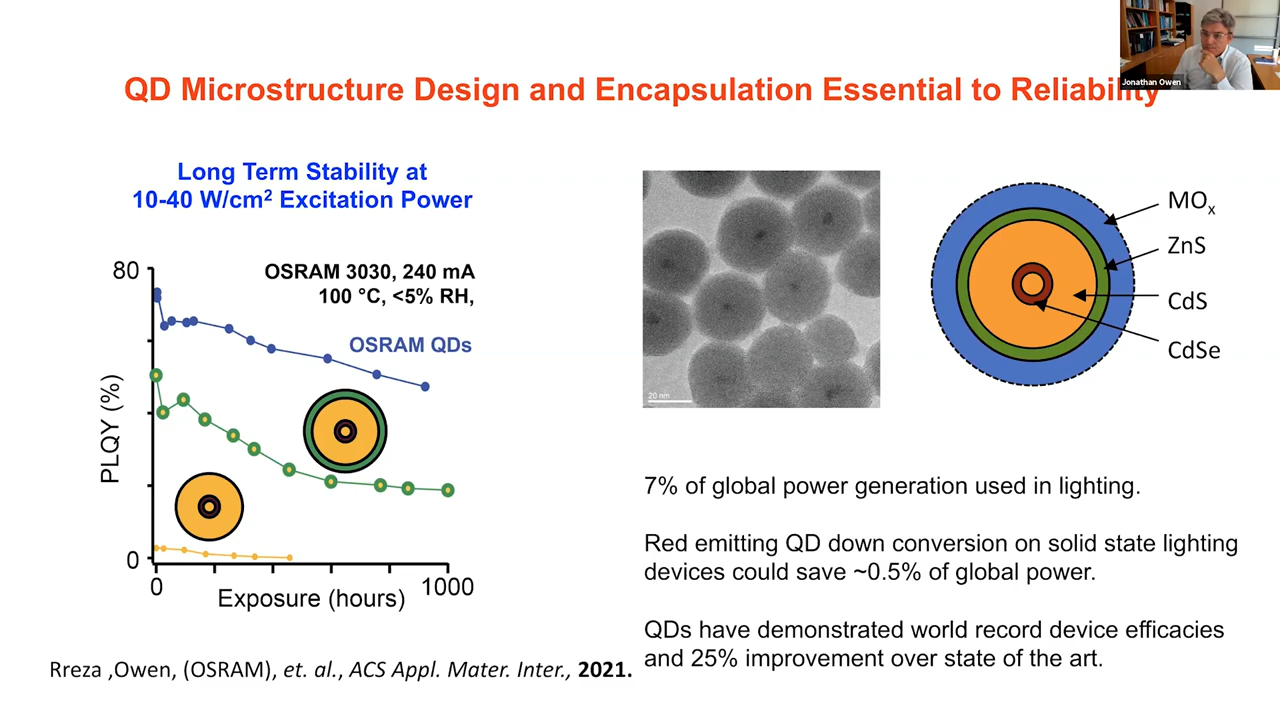 Jonathan Owen
QD Microstructure Design and Encapsulation Essential to Reliability
Long Term Stability at
10-40 W/cm² Excitation Power
80
OSRAM 3030, 240 mA
100 °C, <5% RH,
OSRAM QDs
PLQY (%)
0
0
1000
Exposure (hours)
Rreza ,Owen, (OSRAM), et. al., ACS Appl. Mater. Inter., 2021.
20 nm
MOx
ZnS
CdS
CdSe
7% of global power generation used in lighting.
Red emitting QD down conversion on solid state lighting
devices could save ~0.5% of global power.
QDs have demonstrated world record device efficacies
and 25% improvement over state of the art.